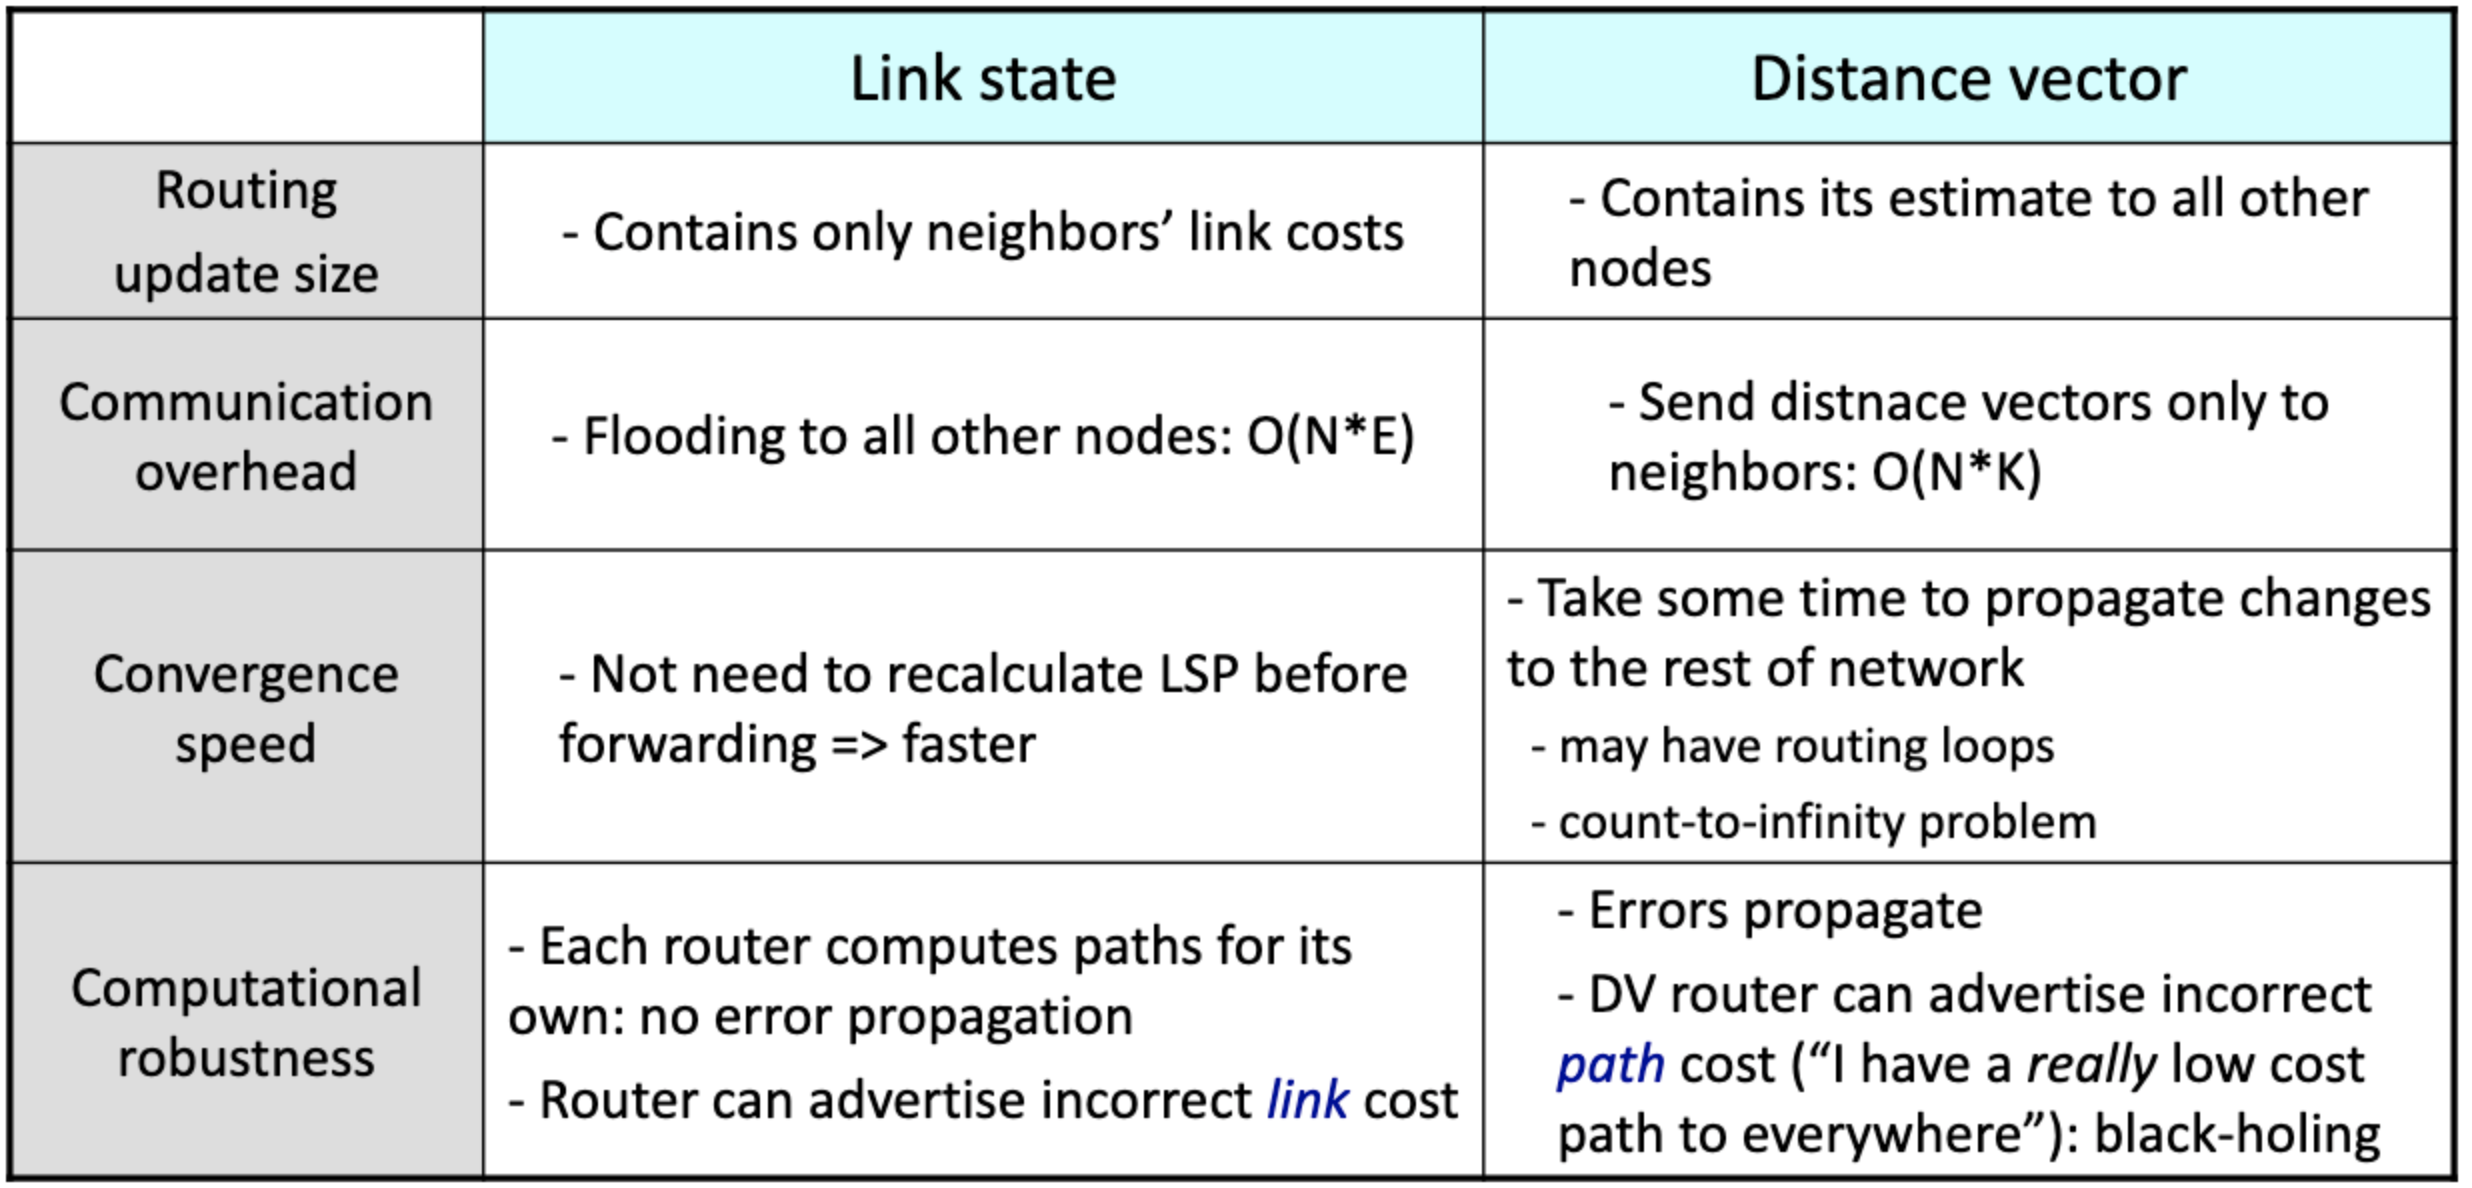 Link state
Distance vector
Routing
update size
- Contains only neighbors’ link costs
- Contains its estimate to all other
nodes
Communication
overhead
- Flooding to all other nodes: O(N*E)
- Send distnace vectors only to
neighbors: O(N*K)
Convergence
speed
- Not need to recalculate LSP before
forwarding => faster
- Take some time to propagate changes
to the rest of network
- may have routing loops
- count-to-infinity problem
Computational
robustness
- Each router computes paths for its
own: no error propagation
- Router can advertise incorrect link cost
- Errors propagate
- DV router can advertise incorrect
path cost (“I have a really low cost
path to everywhere”): black-holing